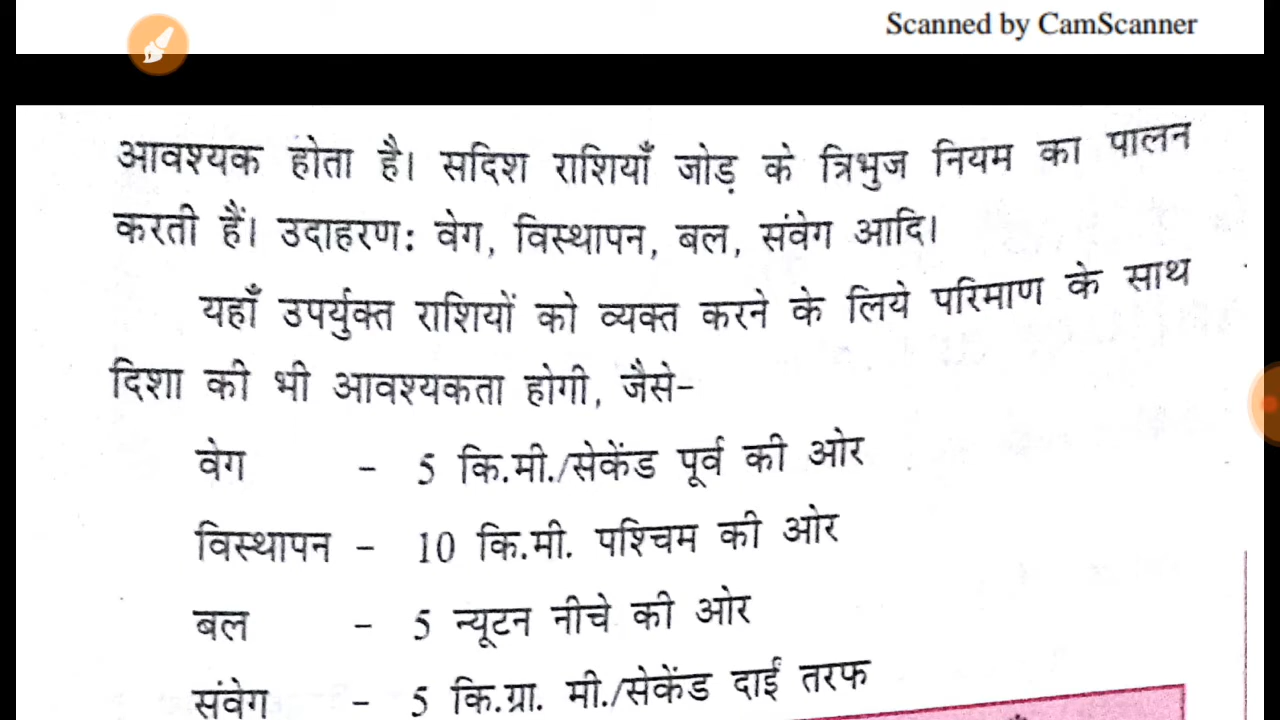 Scanned by CamScanner
आवश्यक होता है। सदिश राशियाँ जोड़ के त्रिभुज नियम का पालन
करती हैं। उदाहरण: वेग, विस्थापन, बल, संवेग आदि।
यहाँ उपर्युक्त राशियों को व्यक्त करने के लिये परिमाण के साथ
दिशा की भी आवश्यकता होगी, जैसे-
वेग - 5 कि.मी./सेकेंड पूर्व की ओर
विस्थापन - 10 कि.मी. पश्चिम की ओर
बल - 5 न्यूटन नीचे की ओर
संवेग - 5 कि.ग्रा. मी./सेकेंड दाईं तरफ